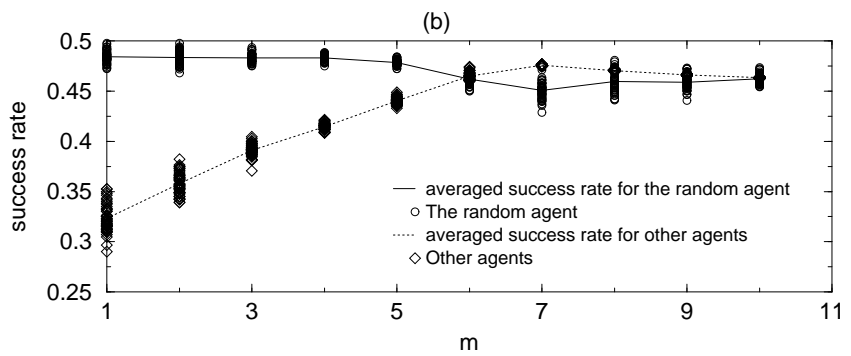 (b)
0.5
0.45
0.4
0.35
0.3
0.25
success rate
averaged success rate for the random agent
The random agent
averaged success rate for other agents
Other agents
1 3 5 7 9 11
m